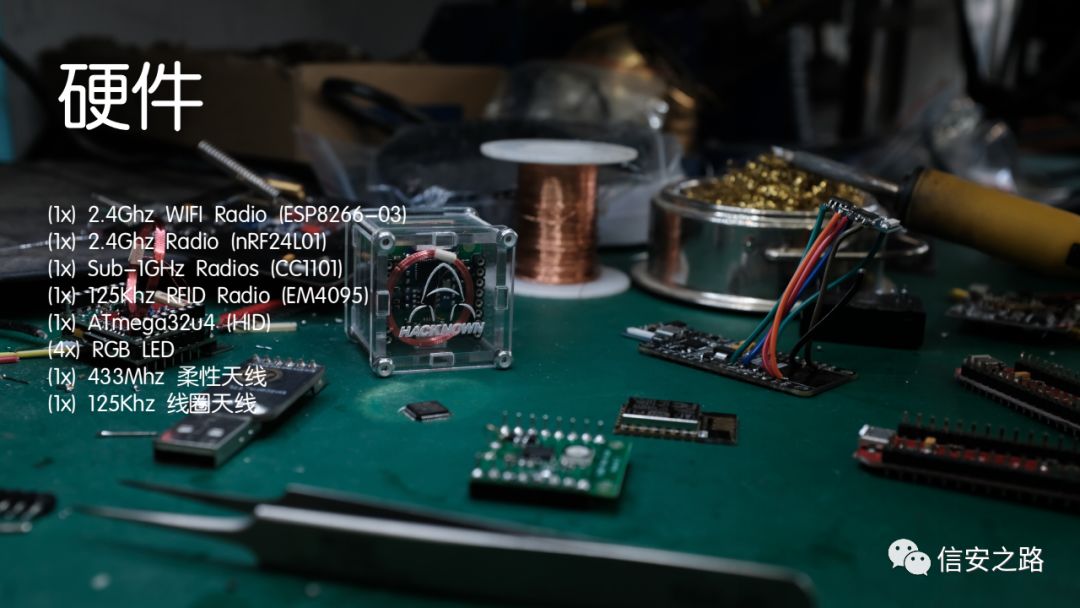 硬件
(1x) 2.4Ghz WIFI Radio (ESP8266-03)
(1x) 2.4Ghz Radio (nRF24L01)
(1x) Sub-1GHz Radios (CC1101)
(1x) 125Khz RFID Radio (EM4095)
(1x) ATmega32u4 (HID)
(4x) RGB LED
(1x) 433Mhz 柔性天线
(1x) 125Khz 线圈天线
HACKNOWN
信安之路